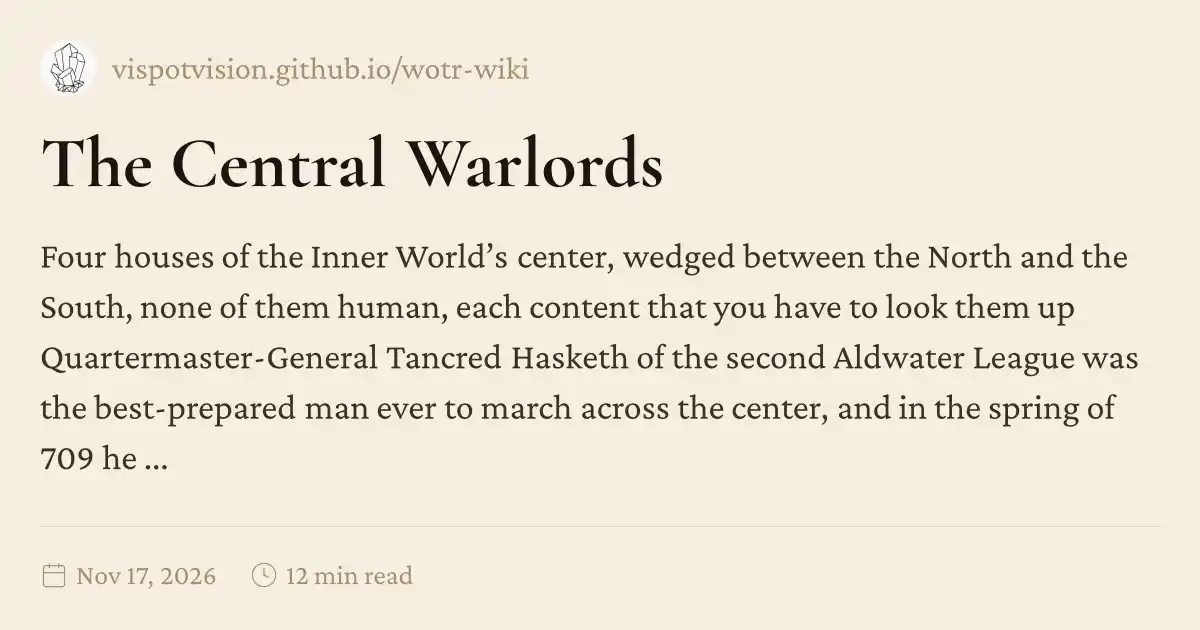 vispotvision.github.io/wotr-wiki
The Central Warlords
Four houses of the Inner World’s center, wedged between the North and the
South, none of them human, each content that you have to look them up
Quartermaster-General Tancred Hasketh of the second Aldwater League was
the best-prepared man ever to march across the center, and in the spring of
709 he ...
Nov 17, 2026 12 min read